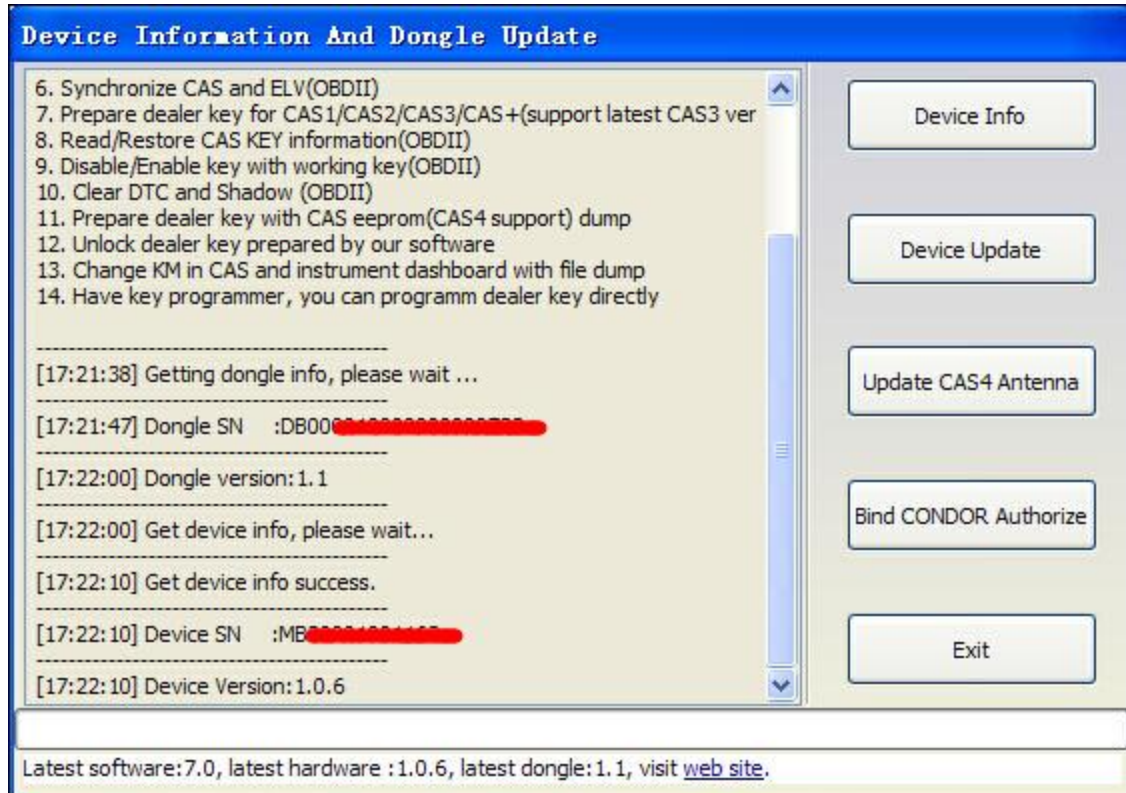 Device Information And Dongle Update
6. Synchronize CAS and ELV(OBDII)
7. Prepare dealer key for CAS1/CAS2/CAS3/CAS+(support latest CAS3 ver
8. Read/Restore CAS KEY information(OBDII)
9. Disable/Enable key with working key(OBDII)
10. Clear DTC and Shadow (OBDII)
11. Prepare dealer key with CAS eeprom(CAS4 support) dump
12. Unlock dealer key prepared by our software
13. Change KM in CAS and instrument dashboard with file dump
14. Have key programmer, you can programm dealer key directly
[17:21:38] Getting dongle info, please wait ...
[17:21:47] Dongle SN :DB00
[17:22:00] Dongle version:1.1
[17:22:00] Get device info, please wait...
[17:22:10] Get device info success.
[17:22:10] Device SN :MB
[17:22:10] Device Version:1.0.6
Device Info
Device Update
Update CAS4 Antenna
Bind CONDOR Authorize
Exit
Latest software:7.0, latest hardware :1.0.6, latest dongle:1.1, visit web site.